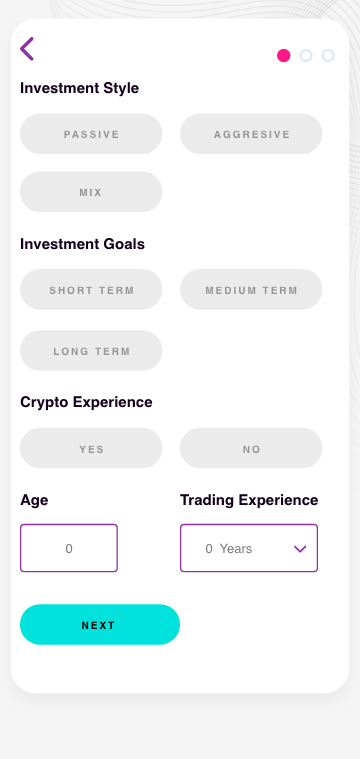 Investment Style
PASSIVE
AGGRESIVE
MIX
Investment Goals
SHORT TERM
MEDIUM TERM
LONG TERM
Crypto Experience
YES
NO
Age
Trading Experience
0
0 Years
NEXT